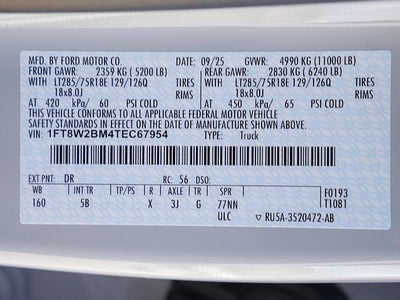 MFD. BY FORD MOTOR CO. DATE: 09/25 GVWR: 4990 KG (11000 LB)
FRONT GAWR: 2359 KG (5200 LB) REAR GAWR: 2830 KG (6240 LB)
WITH LT285/75R18E 129/126Q TIRES WITH LT285/75R18E 129/126Q TIRES
18x8.0J RIMS 18x8.0J RIMS
AT 420 kPa/ 60 PSI COLD AT 450 kPa/ 65 PSI COLD
THIS VEHICLE CONFORMS TO ALL APPLICABLE FEDERAL MOTOR VEHICLE
SAFETY STANDARDS IN EFFECT ON THE DATE OF MANUFACTURE SHOWN ABOVE.
VIN: 1FT8W2BM4TEC67954 TYPE: Truck
EXT PNT: DR RC: 56 DSO: F0193
WB INT TR TP/PS R AXLE TR SPR T1081
160 5B X 3J G 77NN
ULC RU5A-3520472-AB